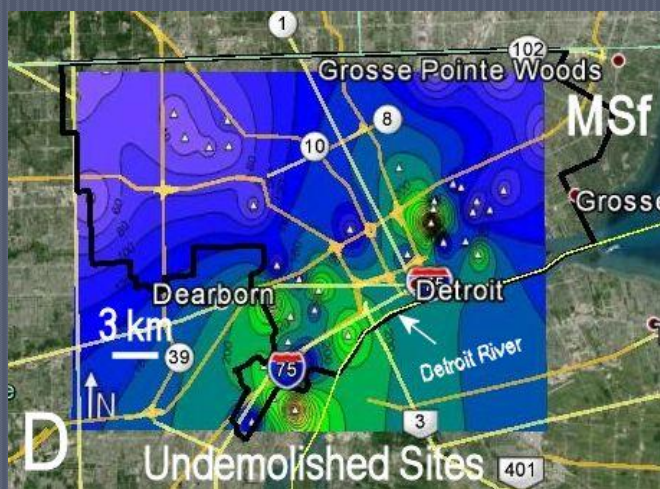 1
102
Grosse Pointe Woods
8
MSf
10
Grosse
Dearborn
Detroit
3 km
39
75
Detroit River
N
3
D
Undemolished Sites
401